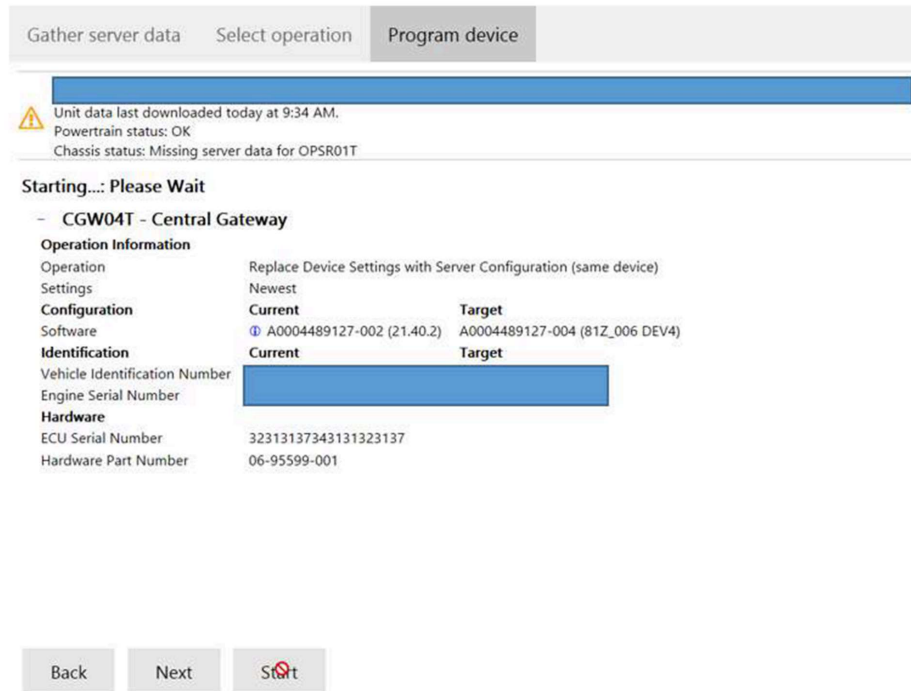 Gather server data Select operation Program device
Unit data last downloaded today at 9:34 AM.
Powertrain status: OK
Chassis status: Missing server data for OPSR01T
Starting...: Please Wait
− CGW04T - Central Gateway
Operation Information
Operation Replace Device Settings with Server Configuration (same device)
Settings Newest
Configuration Current Target
Software A0004489127-002 (21.40.2) A0004489127-004 (81Z_006 DEV4)
Identification Current Target
Vehicle Identification Number
Engine Serial Number
Hardware
ECU Serial Number 32313137343131323137
Hardware Part Number 06-95599-001
Back Next Start